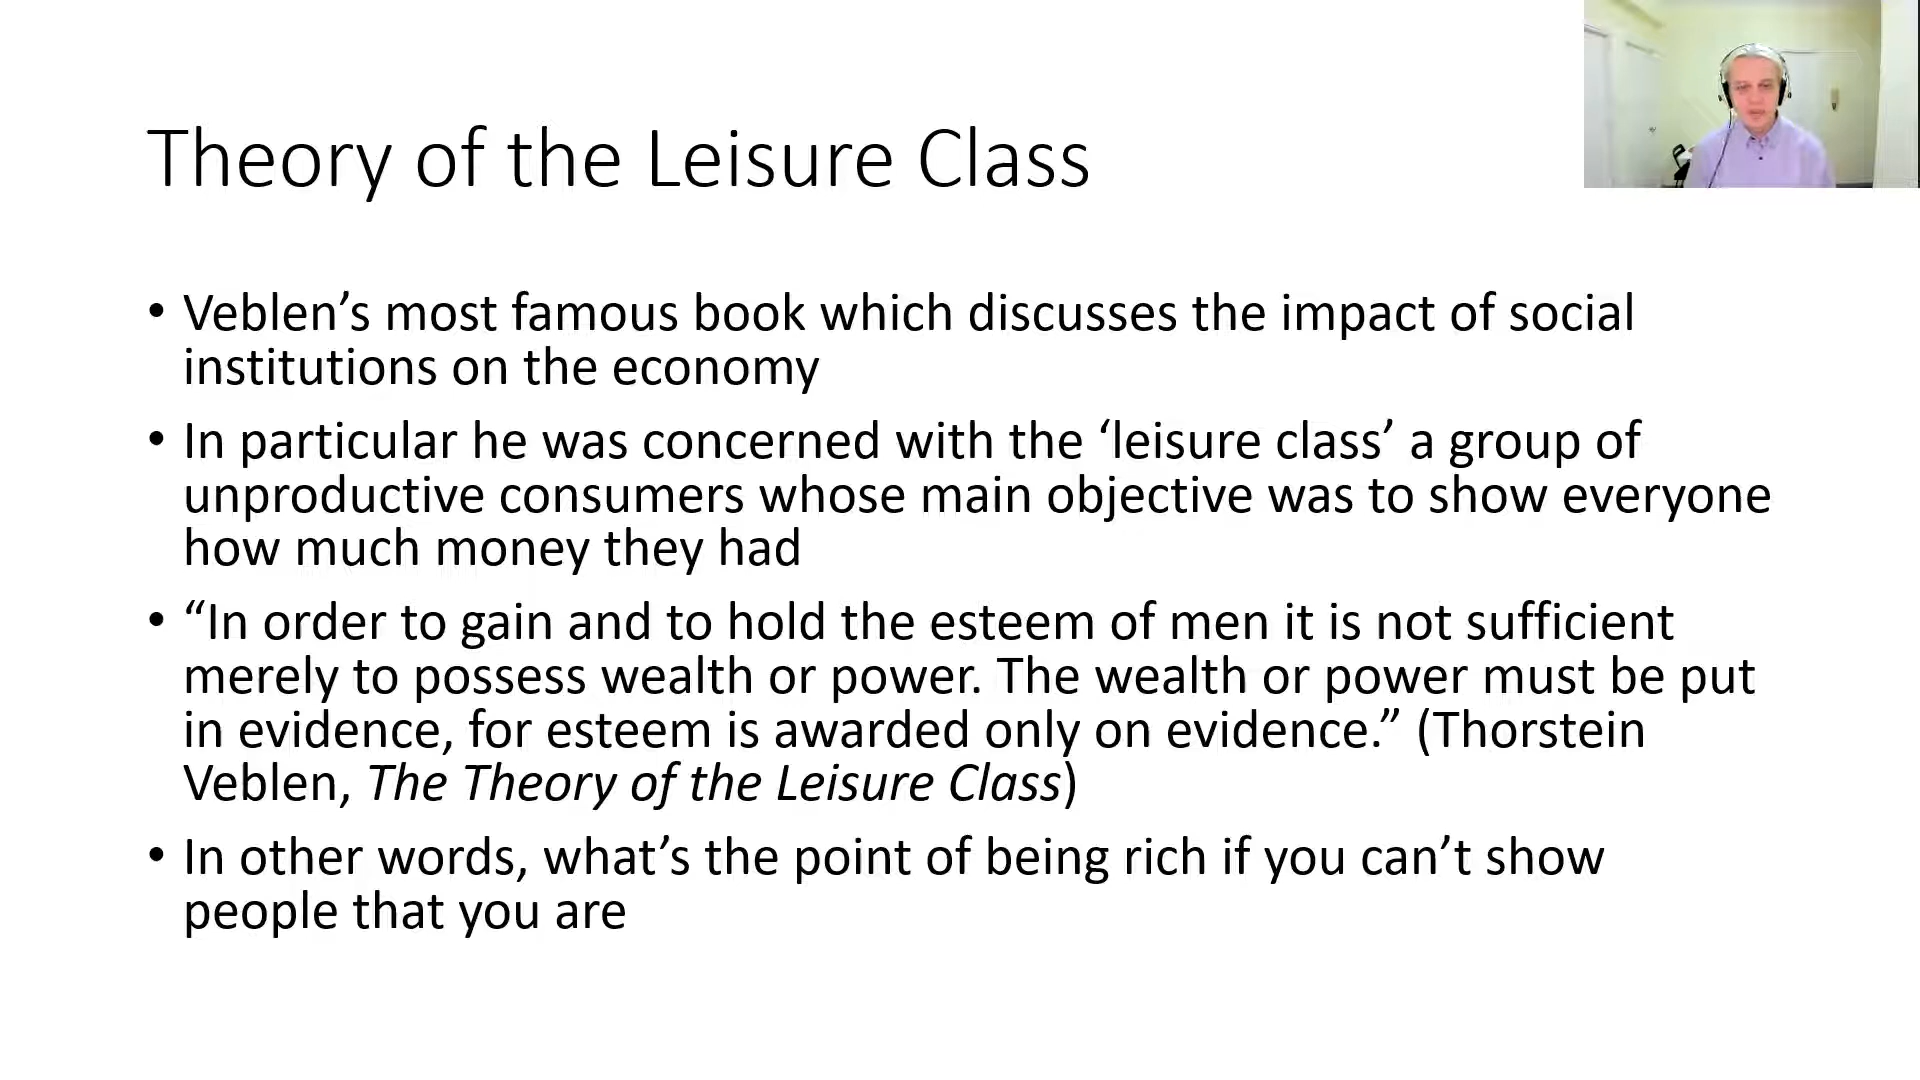 Theory of the Leisure Class
• Veblen’s most famous book which discusses the impact of social
institutions on the economy
• In particular he was concerned with the ‘leisure class’ a group of
unproductive consumers whose main objective was to show everyone
how much money they had
• “In order to gain and to hold the esteem of men it is not sufficient
merely to possess wealth or power. The wealth or power must be put
in evidence, for esteem is awarded only on evidence.” (Thorstein
Veblen, The Theory of the Leisure Class)
• In other words, what’s the point of being rich if you can’t show
people that you are